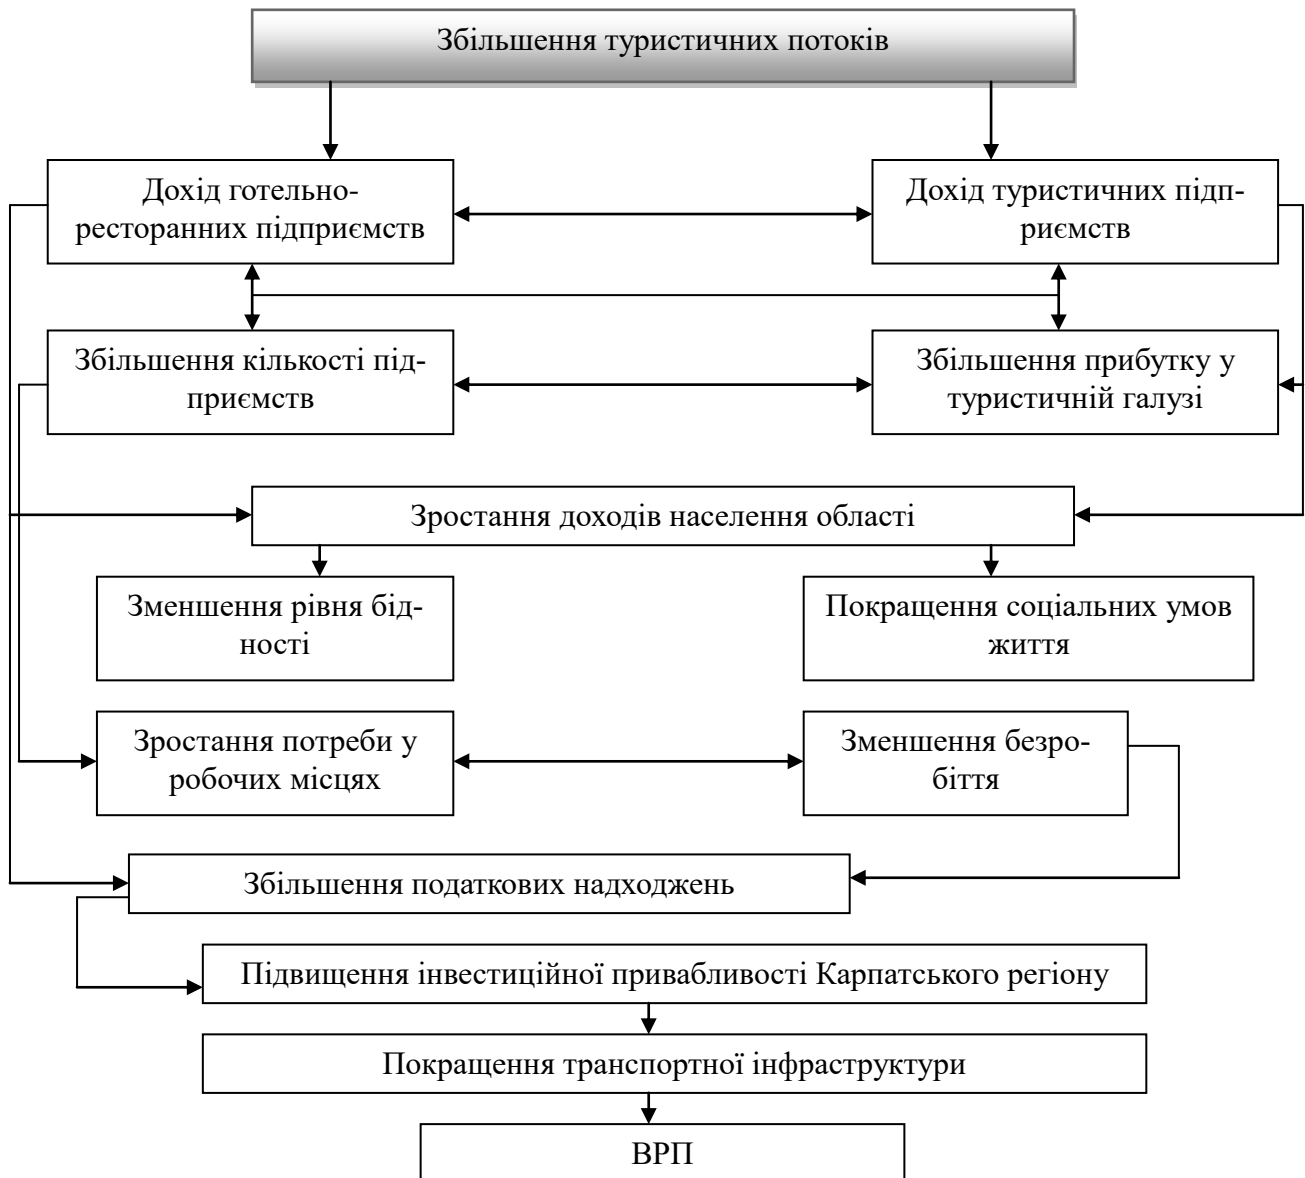 Збільшення туристичних потоків
Дохід готельно-
ресторанних підприємств
Дохід туристичних підп-
риємств
Збільшення кількості під-
приємств
Збільшення прибутку у
туристичній галузі
Зростання доходів населення області
Зменшення рівня бід-
ності
Покращення соціальних умов
життя
Зростання потреби у
робочих місцях
Зменшення безро-
біття
Збільшення податкових надходжень
Підвищення інвестиційної привабливості Карпатського регіону
Покращення транспортної інфраструктури
ВРП